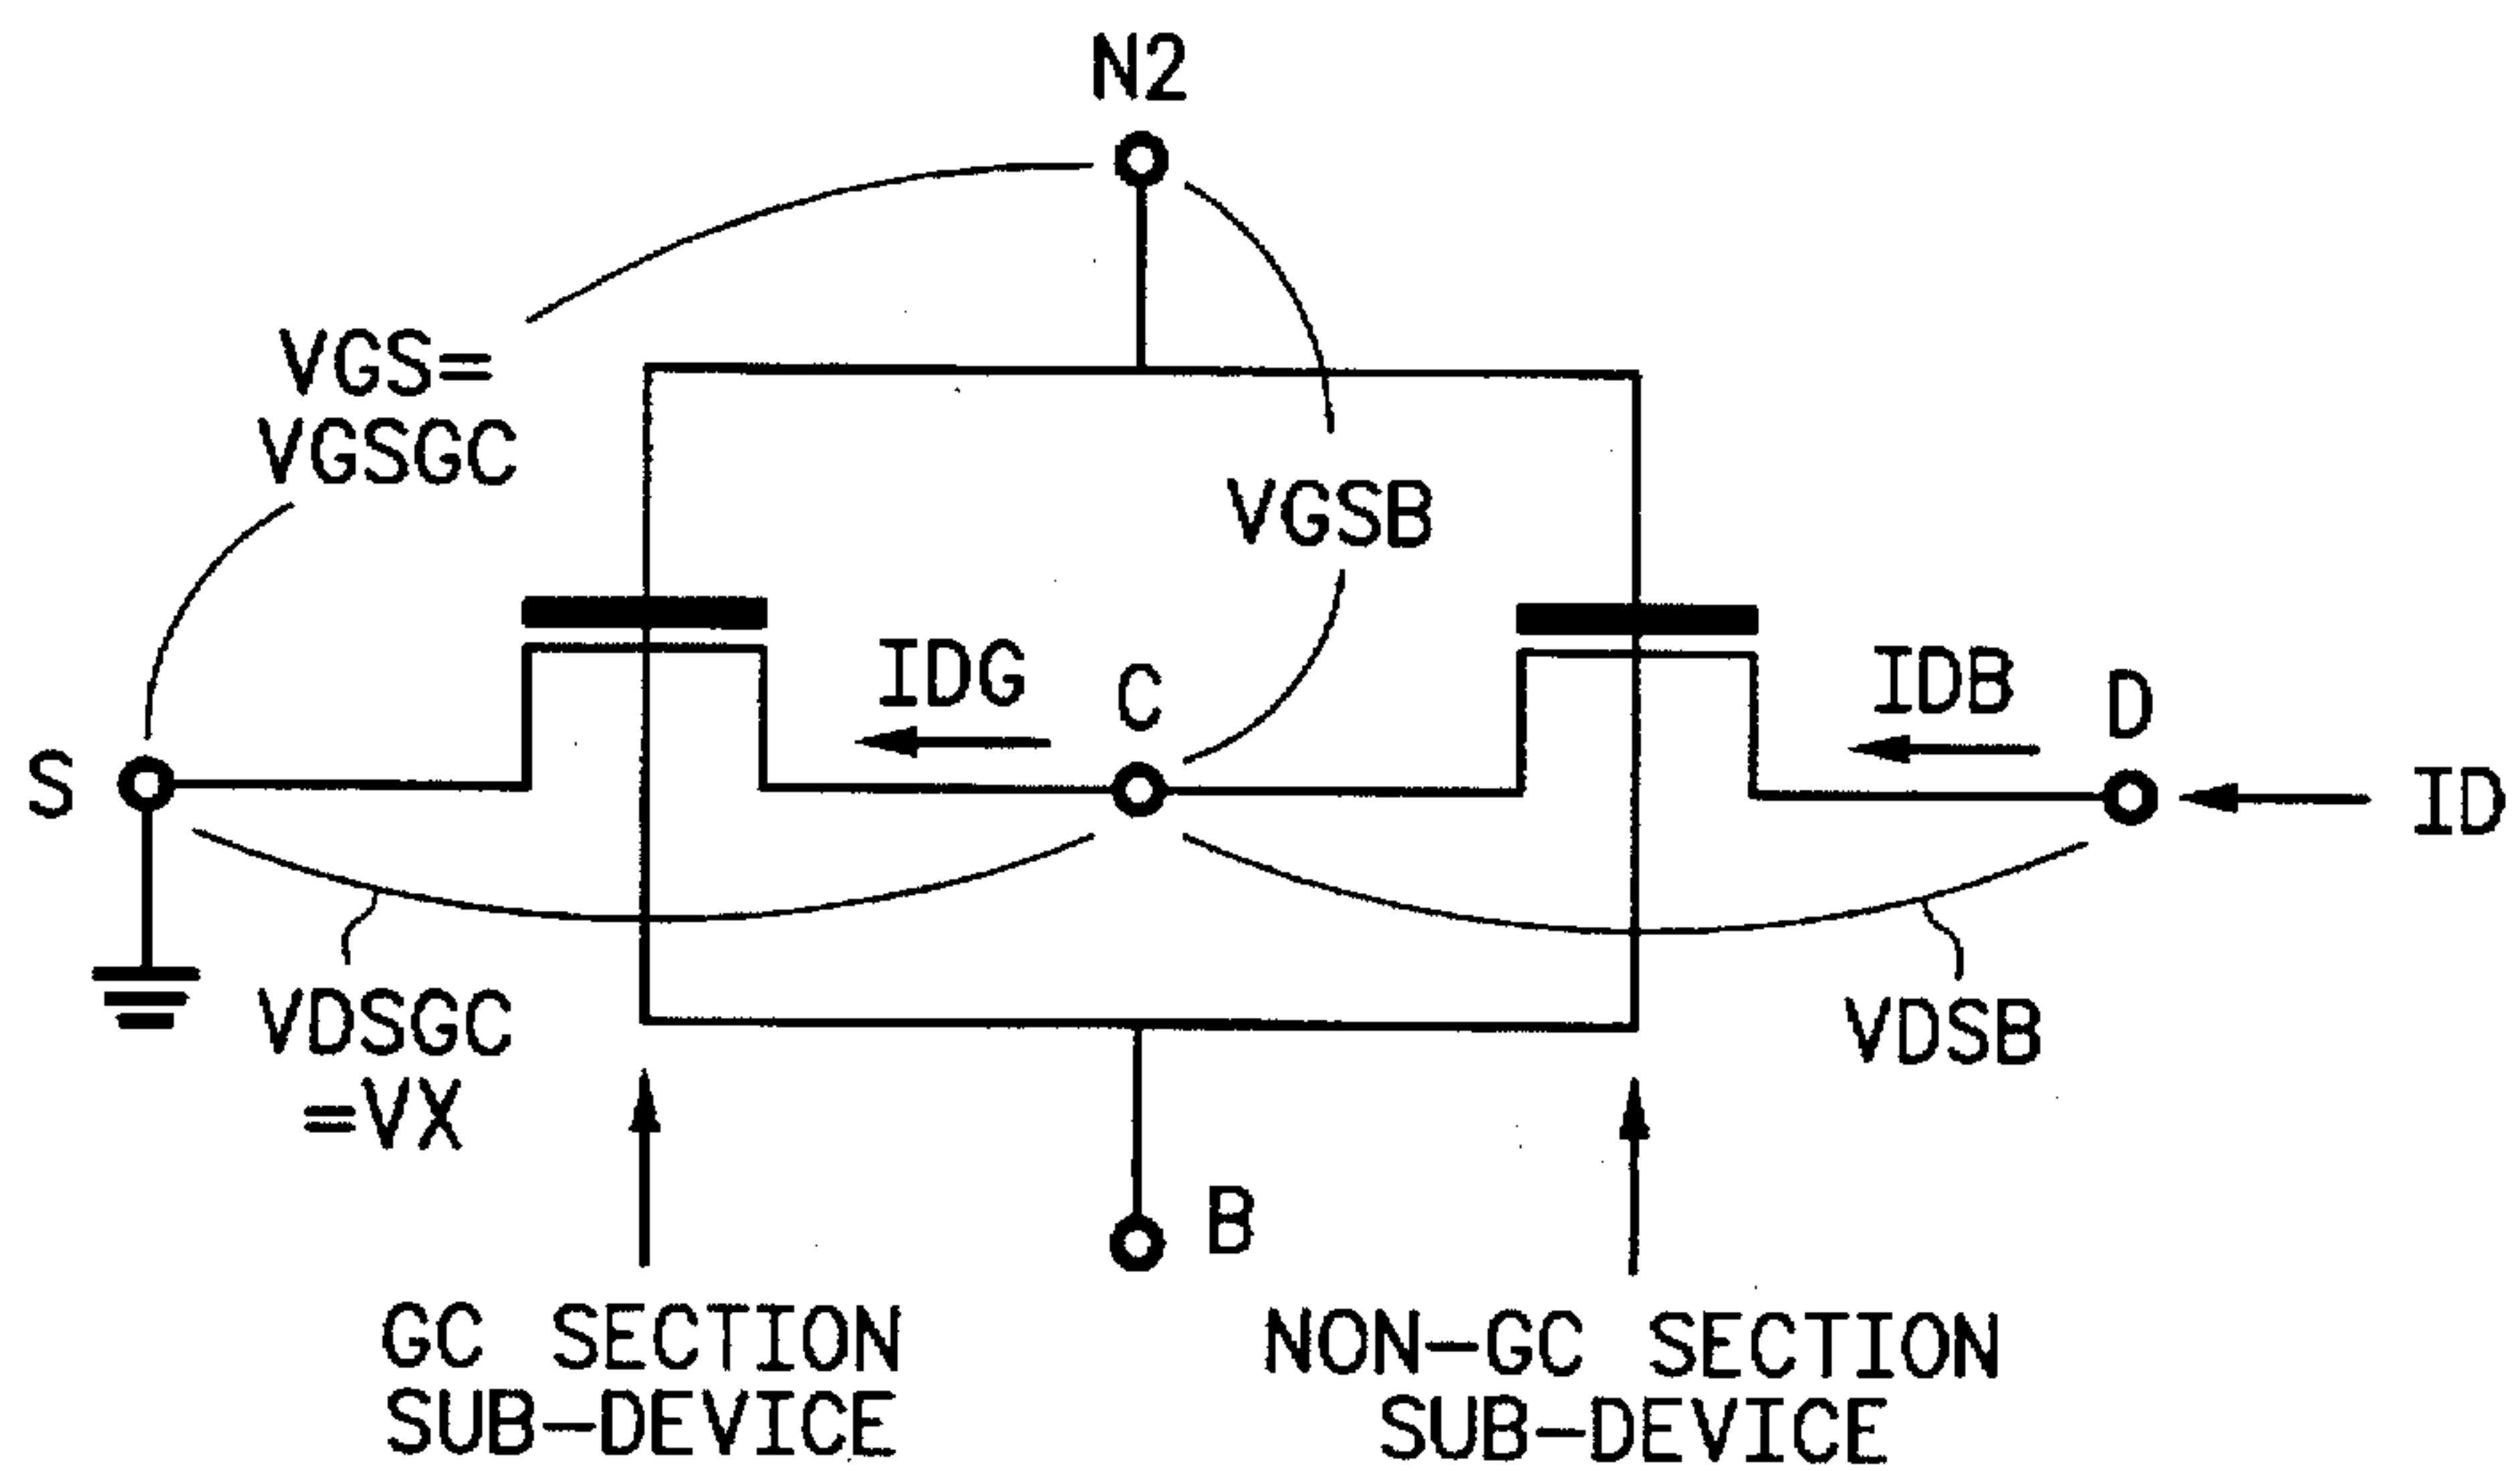 N2
VGS=
VGSGC
VGSB
IDG
C
IDB
D
S
ID
VDSGC
=VX
VDSB
B
GC SECTION
SUB-DEVICE
NON-GC SECTION
SUB-DEVICE